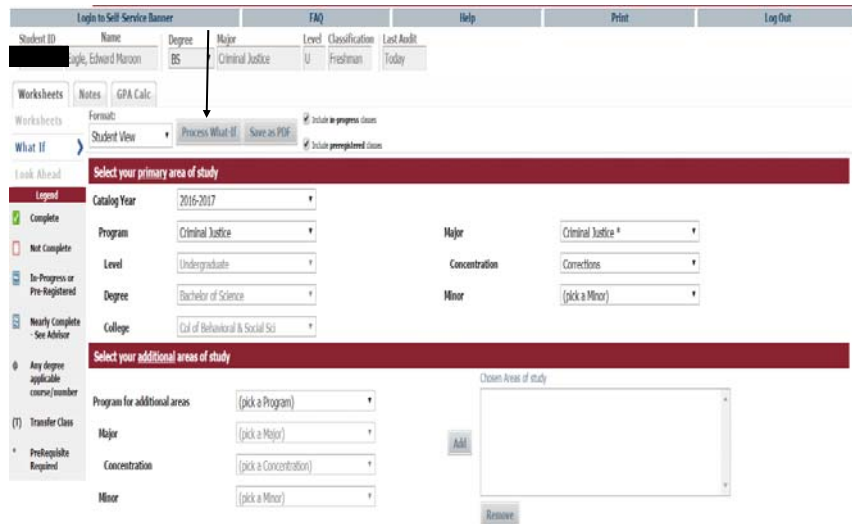 Login to Self-Service Banner FAQ Help Print Log Out
Student ID Name Degree Major Level Classification Last Audit
Eagle, Edward Maroon BS Criminal Justice U Freshman Today
Worksheets Notes GPA Calc
Worksheets
What If
Look Ahead
Format:
Student View
Process What-If Save as PDF
Include in-progress classes
Include preregistered classes
Legend
Complete
Not Complete
In-Progress or
Pre-Registered
Nearly Complete
- See Advisor
Any degree
applicable
course/number
(T) Transfer Class
* PreRequisite
Required
Select your primary area of study
Catalog Year 2016-2017
Program Criminal Justice Major Criminal Justice *
Level Undergraduate Concentration Corrections
Degree Bachelor of Science Minor (pick a Minor)
College Col of Behavioral & Social Sci
Select your additional areas of study
Chosen Areas of study
Program for additional areas (pick a Program)
Major (pick a Major)
Add
Concentration (pick a Concentration)
Minor (pick a Minor)
Remove